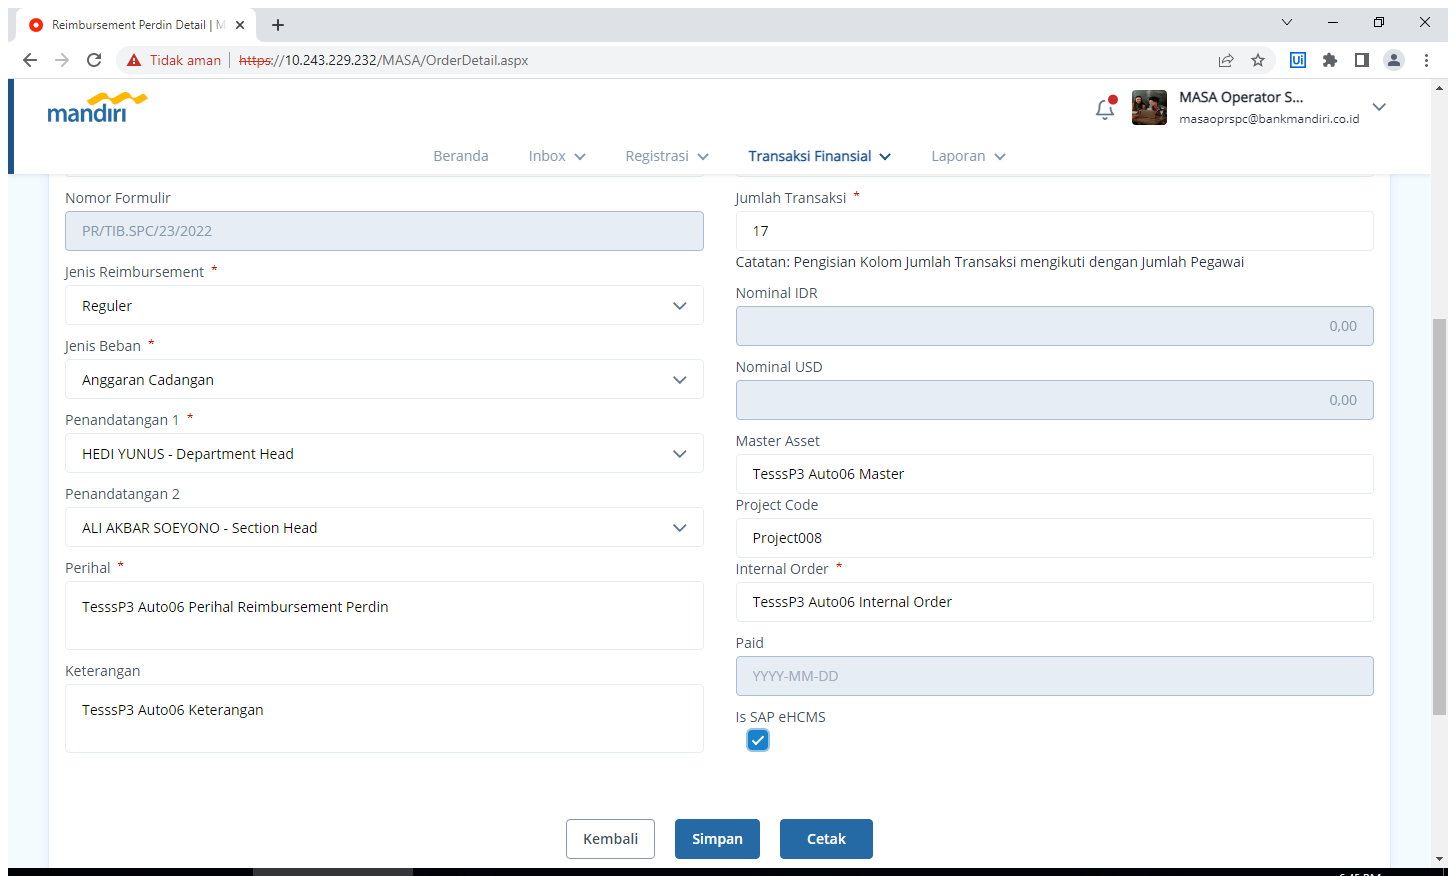 Reimbursement Perdin Detail | M
Tidak aman | https://10.243.229.232/MASA/OrderDetail.aspx
Ui
mandiri
MASA Operator S...
masaoprspc@bankmandiri.co.id
Beranda Inbox Registrasi Transaksi Finansial Laporan
Nomor Formulir
PR/TIB.SPC/23/2022
Jenis Reimbursement *
Reguler
Jenis Beban *
Anggaran Cadangan
Penandatangan 1 *
HEDI YUNUS - Department Head
Penandatangan 2
ALI AKBAR SOEYONO - Section Head
Perihal *
TesssP3 Auto06 Perihal Reimbursement Perdin
Keterangan
TesssP3 Auto06 Keterangan
Jumlah Transaksi *
17
Catatan: Pengisian Kolom Jumlah Transaksi mengikuti dengan Jumlah Pegawai
Nominal IDR
0,00
Nominal USD
0,00
Master Asset
TesssP3 Auto06 Master
Project Code
Project008
Internal Order *
TesssP3 Auto06 Internal Order
Paid
YYYY-MM-DD
Is SAP eHCMS
Kembali Simpan Cetak